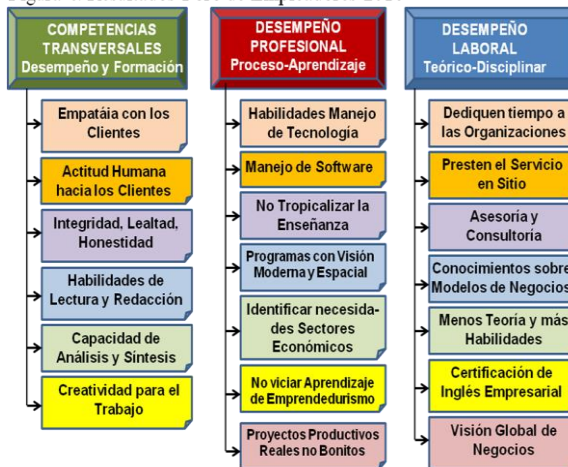 COMPETENCIAS
TRANSVERSALES
Desempeño y Formación
Empatáia con los
Clientes
Actitud Humana
hacia los Clientes
Integridad, Lealtad,
Honestidad
Habilidades de
Lectura y Redacción
Capacidad de
Análisis y Síntesis
Creatividad para el
Trabajo
DESEMPEÑO
PROFESIONAL
Proceso-Aprendizaje
Habilidades Manejo
de Tecnología
Manejo de Software
No Tropicalizar la
Enseñanza
Programas con Visión
Moderna y Espacial
Identificar necesida-
des Sectores
Económicos
No viciar Aprendizaje
de Emprendedurismo
Proyectos Productivos
Reales no Bonitos
DESEMPEÑO
LABORAL
Teórico-Disciplinar
Dediquen tiempo a
las Organizaciones
Presten el Servicio
en Sitio
Asesoría y
Consultoría
Conocimientos sobre
Modelos de Negocios
Menos Teoría y más
Habilidades
Certificación de
Inglés Empresarial
Visión Global de
Negocios